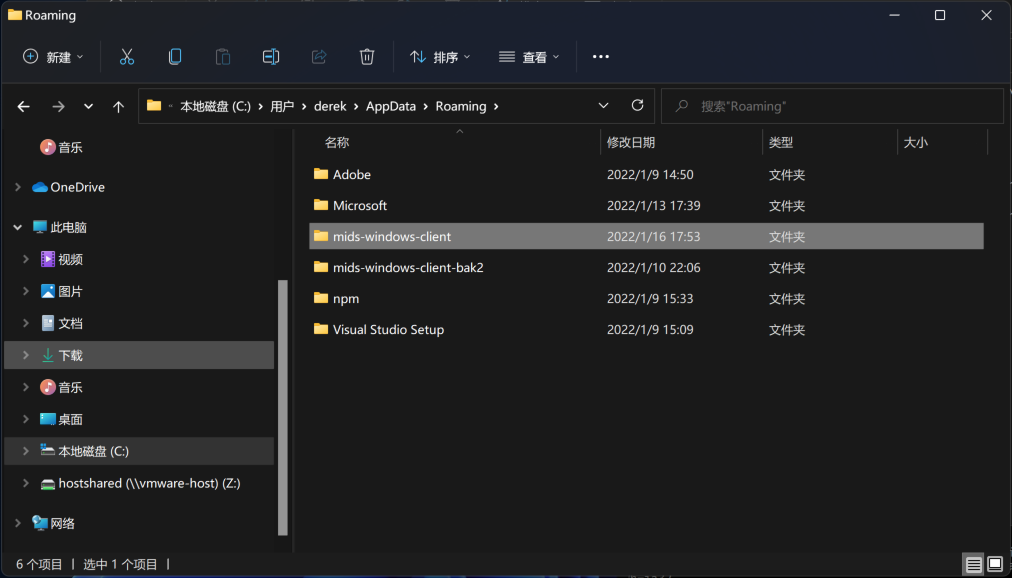 Roaming
新建 排序 查看
本地磁盘 (C:) 用户 derek AppData Roaming 搜索"Roaming"
音乐
OneDrive
此电脑
视频
图片
文档
下载
音乐
桌面
本地磁盘 (C:)
hostshared (\\vmware-host) (Z:)
网络
名称 修改日期 类型 大小
Adobe 2022/1/9 14:50 文件夹
Microsoft 2022/1/13 17:39 文件夹
mids-windows-client 2022/1/16 17:53 文件夹
mids-windows-client-bak2 2022/1/10 22:06 文件夹
npm 2022/1/9 15:33 文件夹
Visual Studio Setup 2022/1/9 15:09 文件夹
6 个项目 | 选中 1 个项目 |